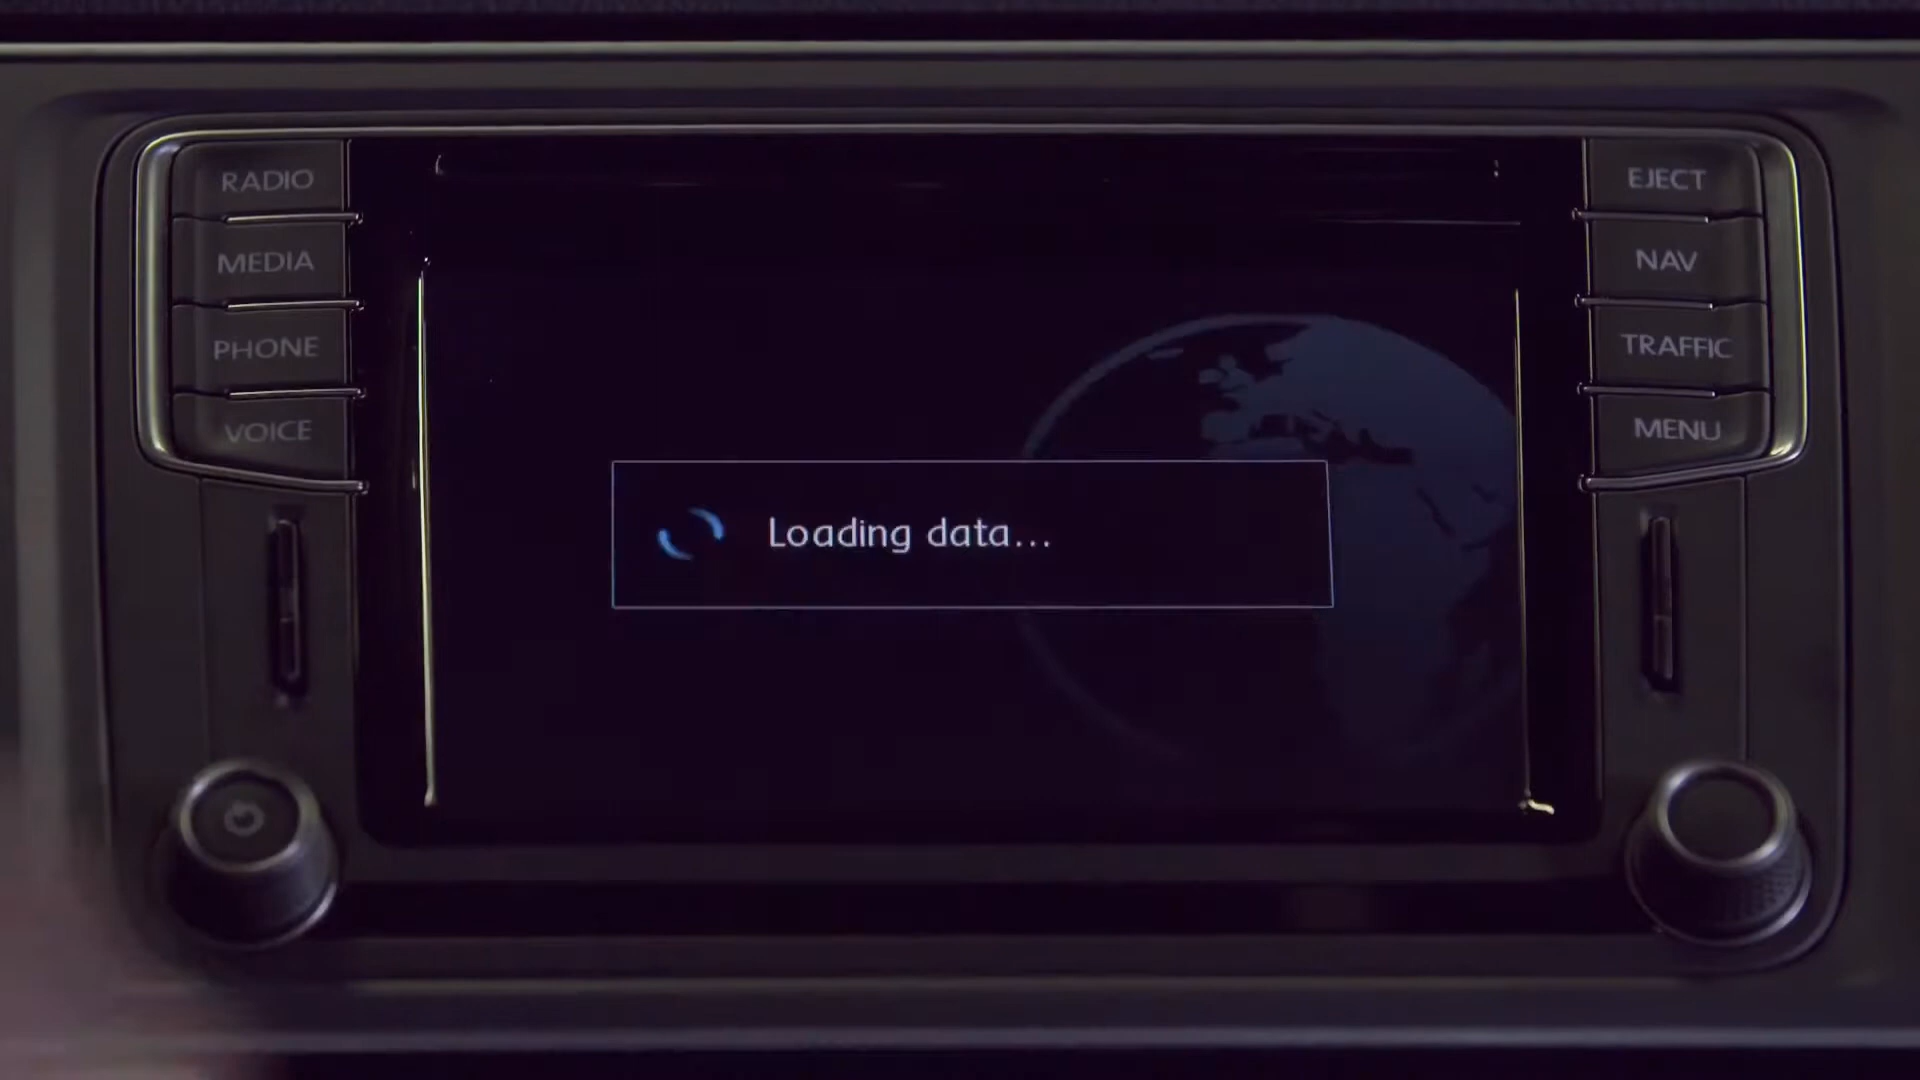 RADIO
MEDIA
PHONE
VOICE
Loading data...
EJECT
NAV
TRAFFIC
MENU